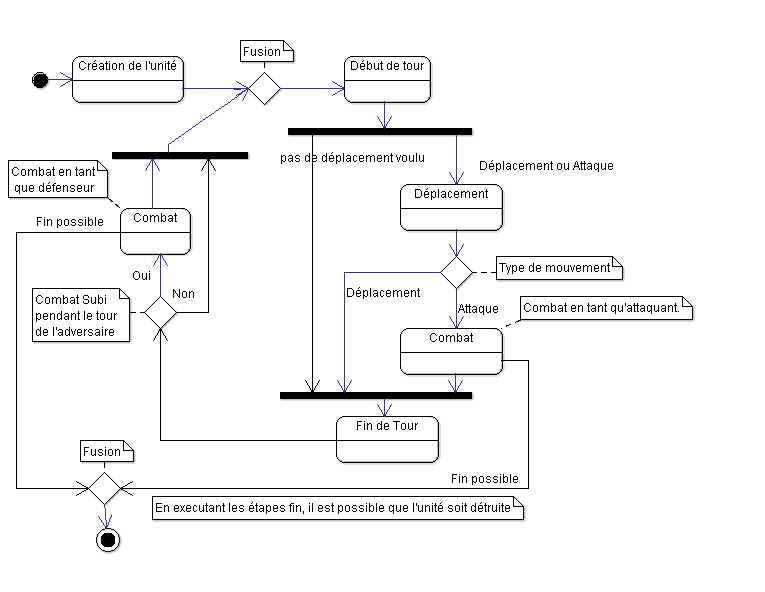 Fusion
Création de l'unité
Début de tour
pas de déplacement voulu
Déplacement ou Attaque
Combat en tant
que défenseur
Déplacement
Combat
Fin possible
Type de mouvement
Oui
Non
Déplacement
Combat Subi
pendant le tour
de l'adversaire
Attaque
Combat en tant qu'attaquant.
Combat
Fin de Tour
Fusion
Fin possible
En executant les étapes fin, il est possible que l'unité soit détruite